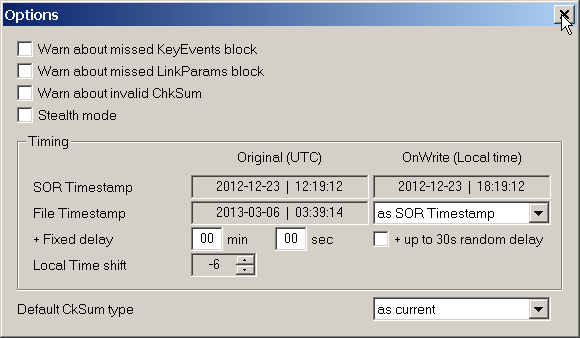 Options
Warn about missed KeyEvents block
Warn about missed LinkParams block
Warn about invalid ChkSum
Stealth mode
Timing
Original (UTC) OnWrite (Local time)
SOR Timestamp 2012-12-23 | 12:19:12 2012-12-23 | 18:19:12
File Timestamp 2013-03-06 | 03:39:14 as SOR Timestamp
+ Fixed delay 00 min 00 sec + up to 30s random delay
Local Time shift -6
Default CkSum type as current